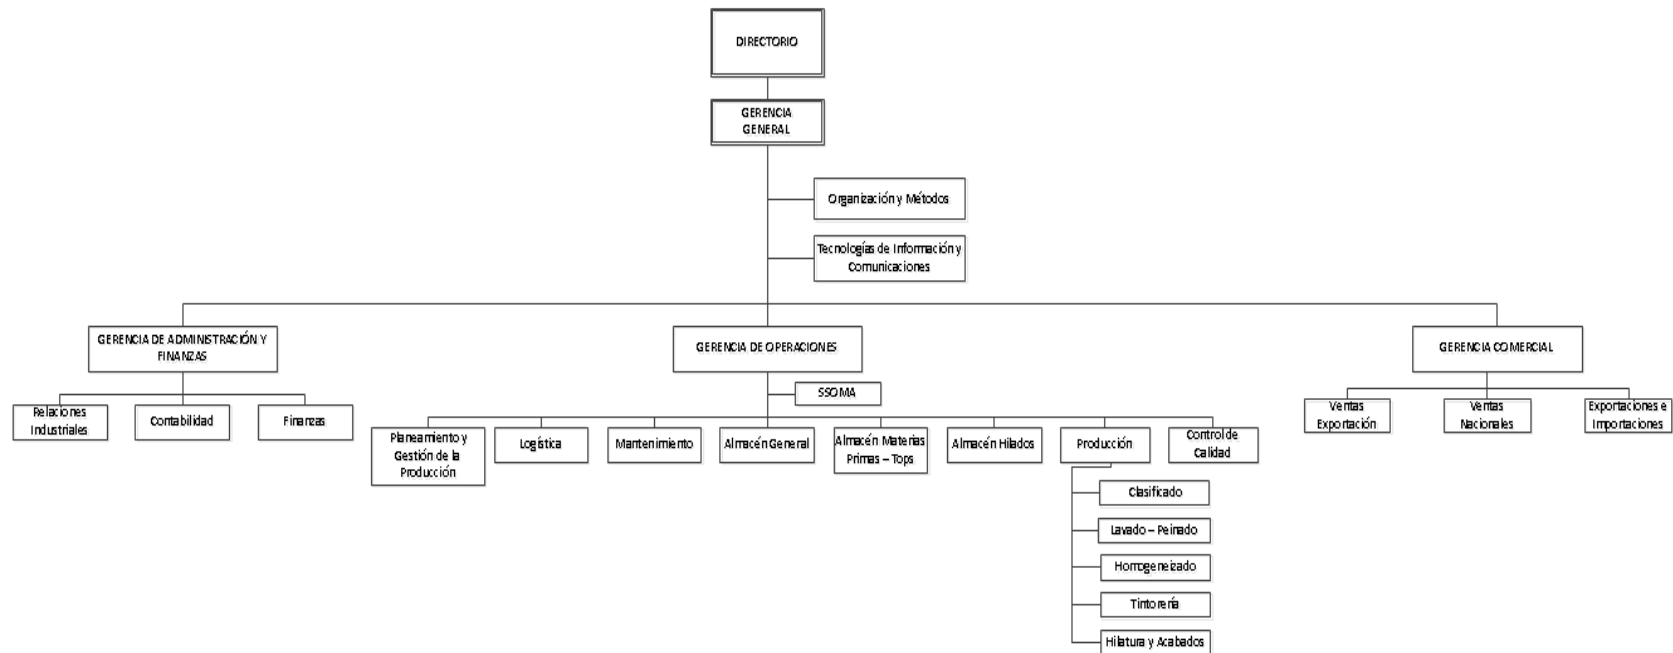 DIRECTORIO
GERENCIA
GENERAL
Organización y Métodos
Tecnologías de Información y
Comunicaciones
GERENCIA DE ADMINISTRACIÓN Y
FINANZAS
GERENCIA DE OPERACIONES
GERENCIA COMERCIAL
SSOMA
Relaciones
Industriales
Contabilidad
Finanzas
Planeamiento y
Gestión de la
Producción
Logística
Mantenimiento
Almacén General
Almacén Materias
Primas – Tops
Almacén Hilados
Producción
Control de
Calidad
Ventas
Exportación
Ventas
Nacionales
Exportaciones e
Importaciones
Clasificado
Lavado – Peinado
Homogeneizado
Tintorería
Hilatura y Acabados